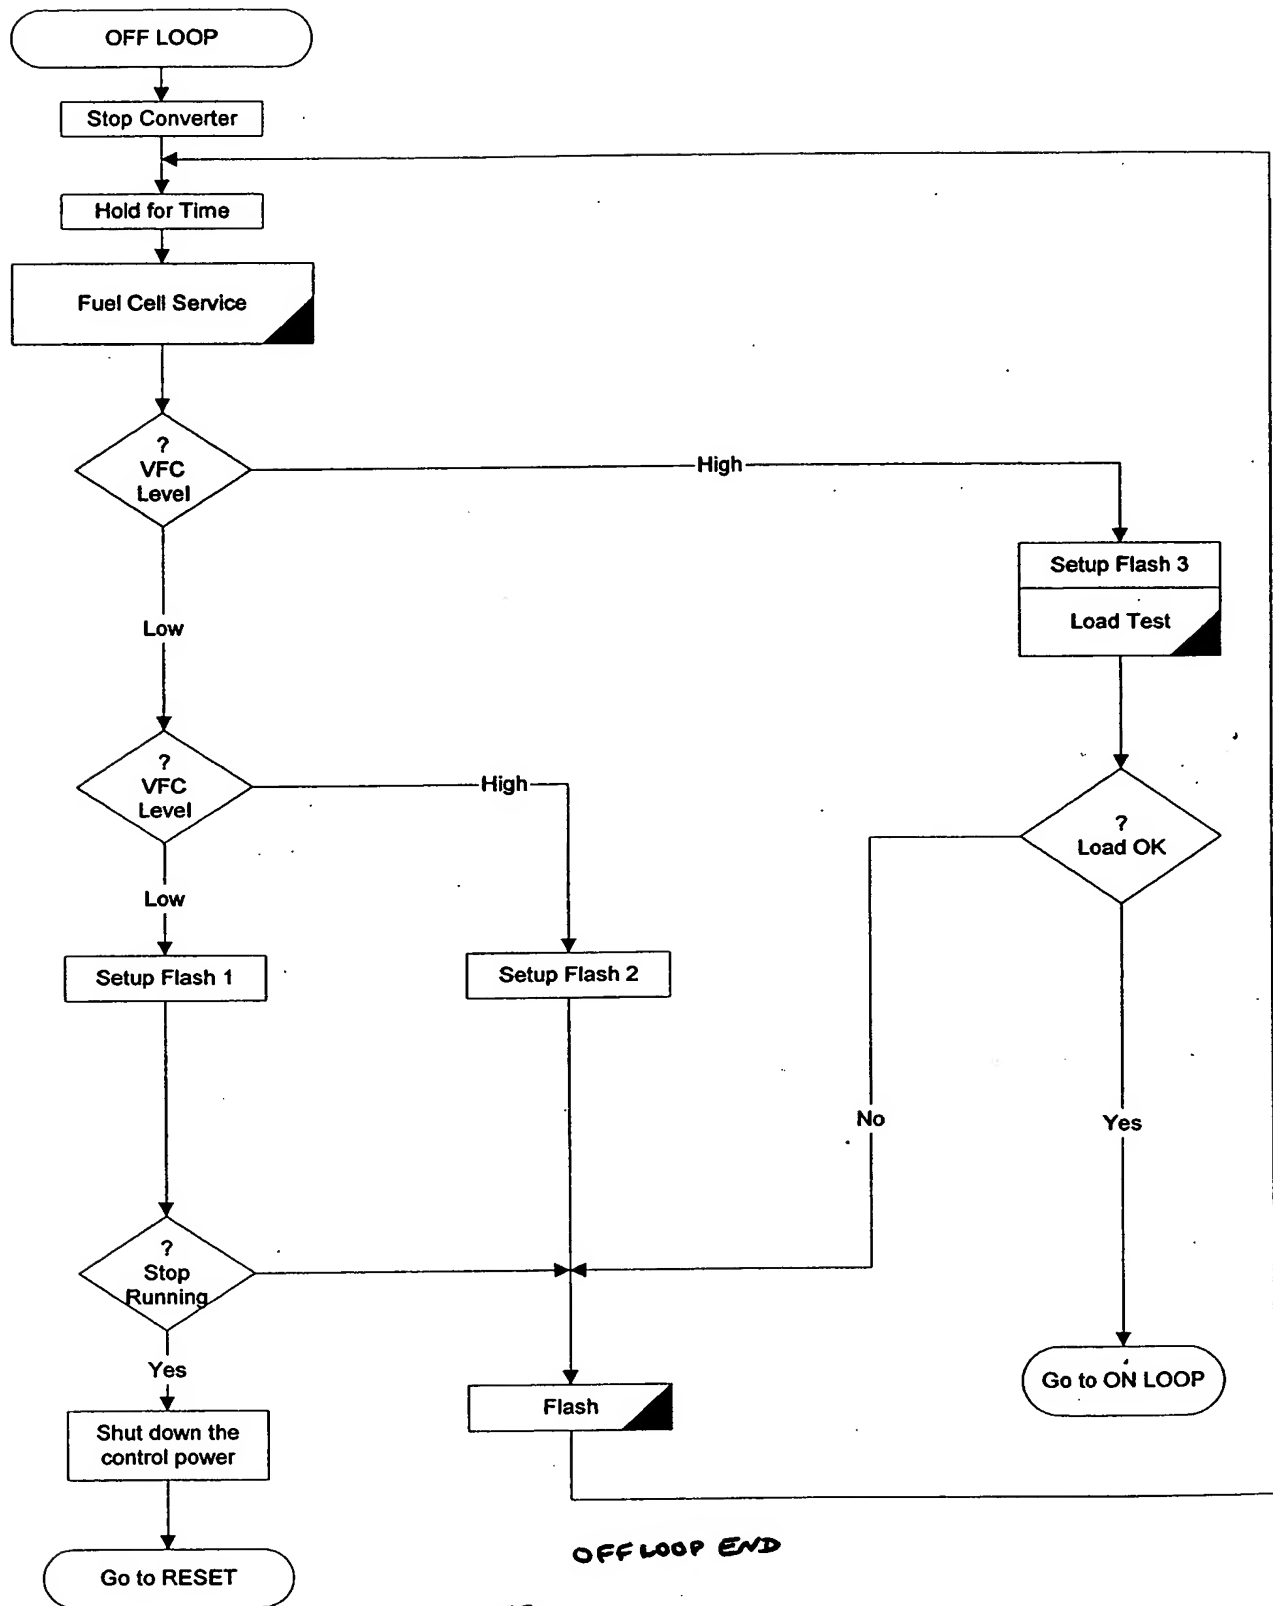 OFF LOOP
Stop Converter
Hold for Time
Fuel Cell Service
?
VFC
Level
High
Setup Flash 3
Load Test
Low
?
VFC
Level
High
?
Load OK
Low
Setup Flash 1
Setup Flash 2
No
Yes
?
Stop
Running
Yes
Go to ON LOOP
Flash
Shut down the
control power
OFF LOOP END
Go to RESET